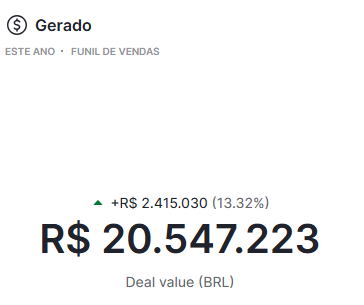 Gerado
ESTE ANO · FUNIL DE VENDAS
+R$ 2.415.030 (13.32%)
R$ 20.547.223
Deal value (BRL)